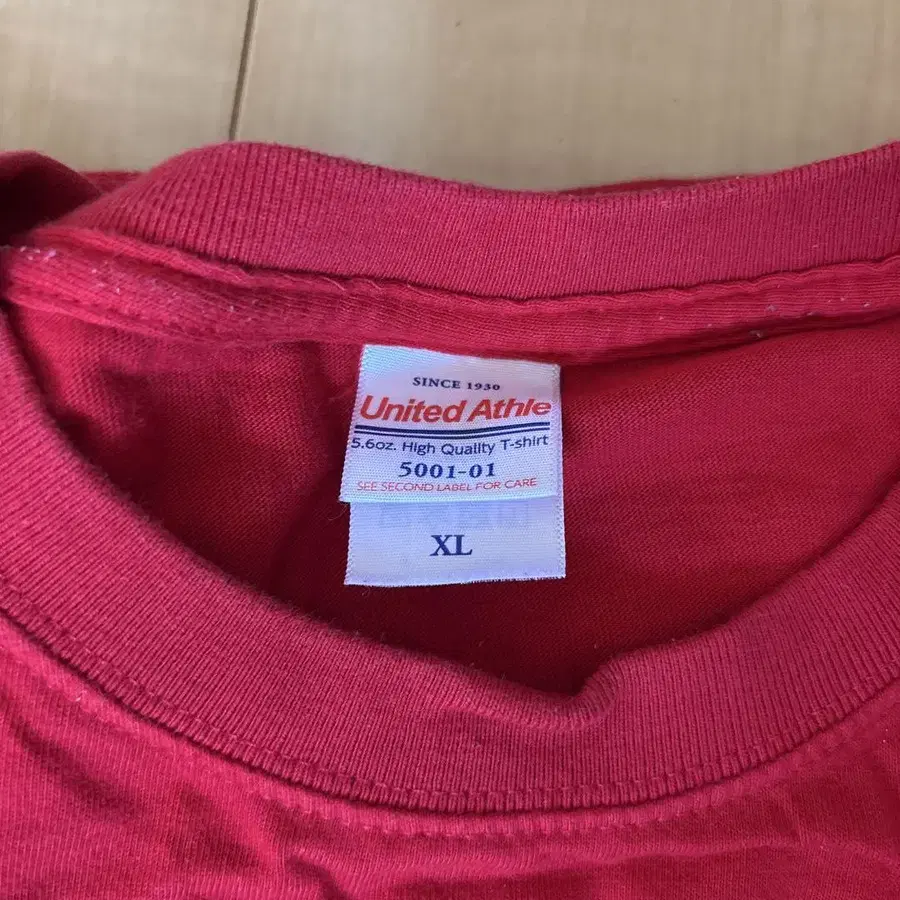 SINCE 1930
United Athle
5.6oz. High Quality T-shirt
5001-01
SEE SECOND LABEL FOR CARE
XL